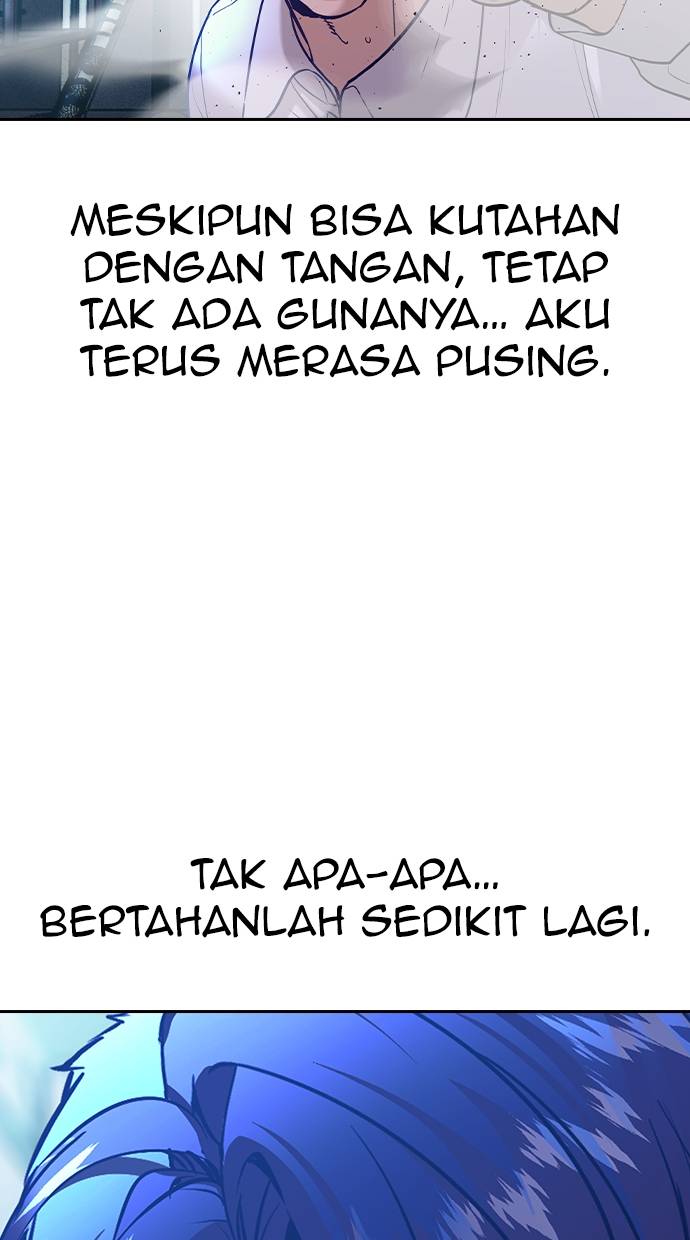 MESKIPUN BISA KUTAHAN
DENGAN TANGAN, TETAP
TAK ADA GUNANYA... AKU
TERUS MERASA PUSING.
TAK APA-APA...
BERTAHANLAH SEDIKIT LAGI.